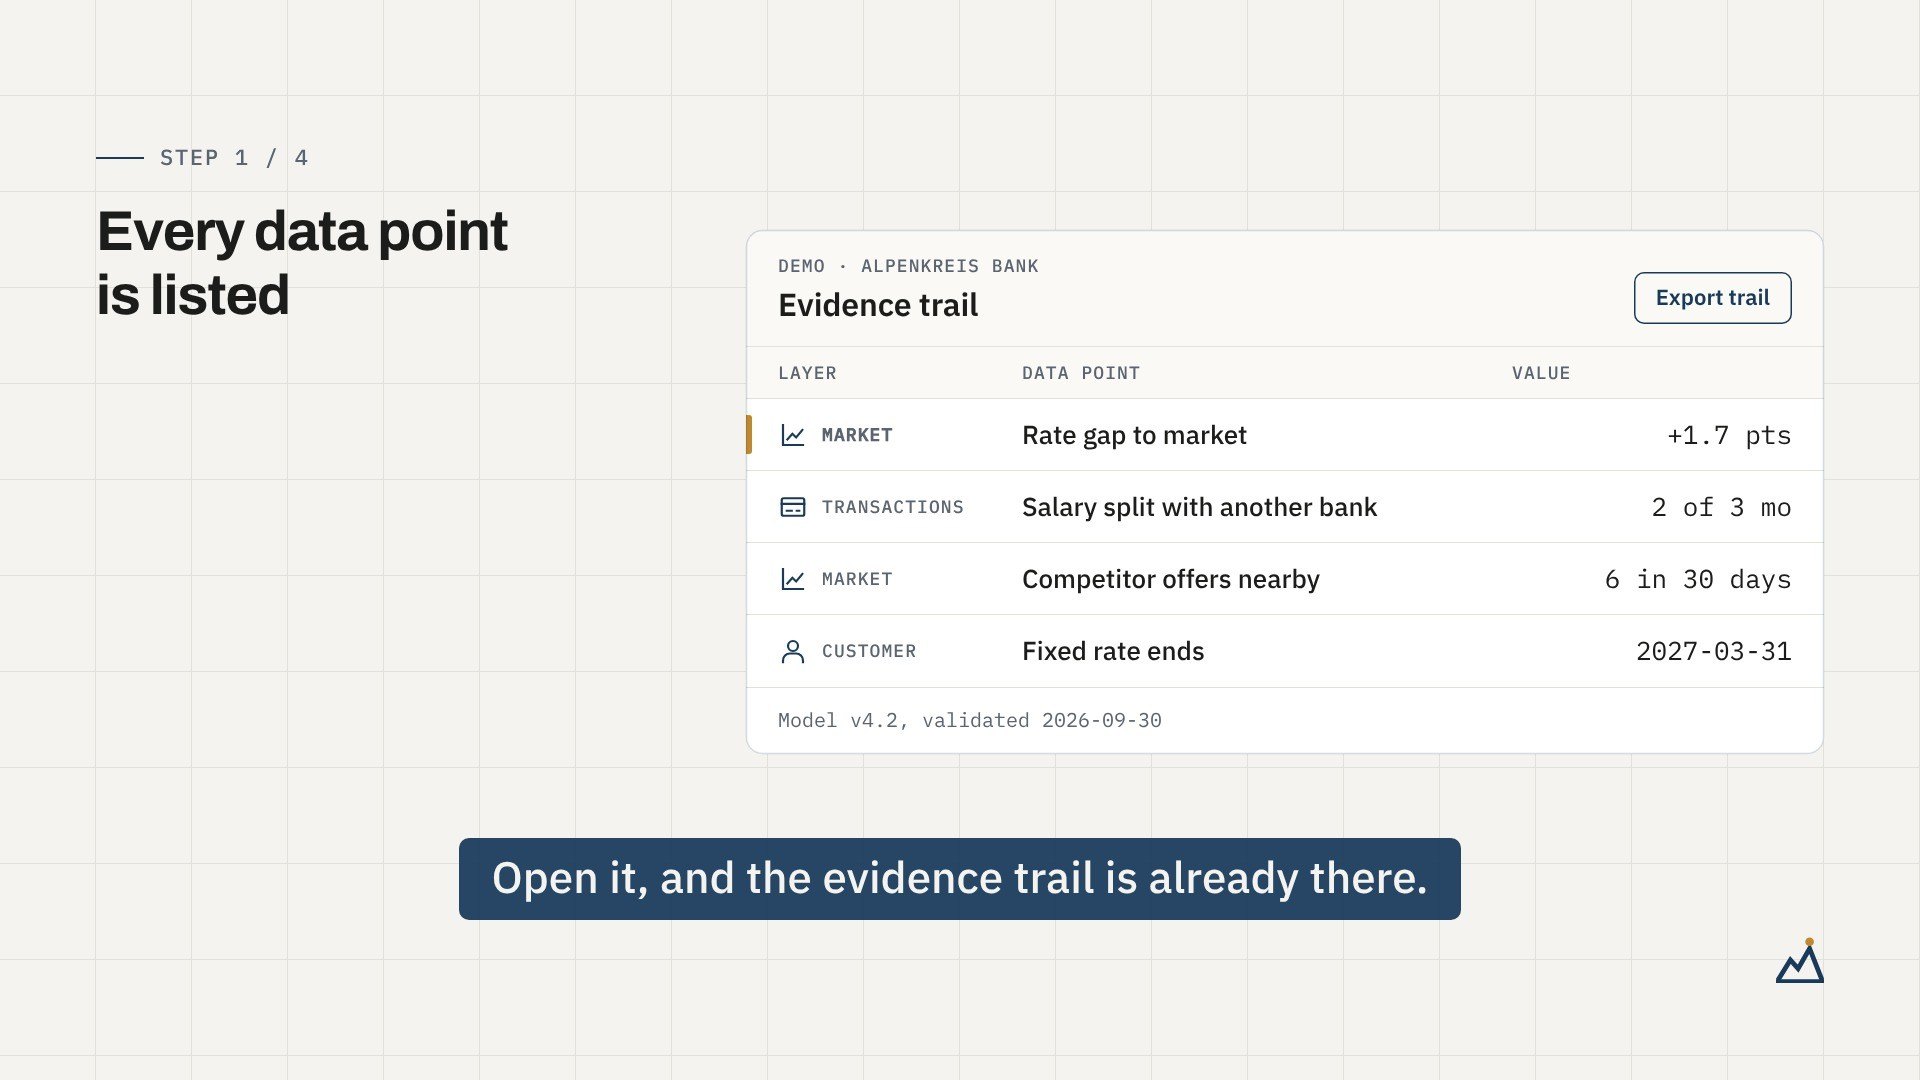 STEP 1 / 4
Every data point
is listed
DEMO · ALPENKREIS BANK
Evidence trail
Export trail
LAYER DATA POINT VALUE
MARKET Rate gap to market +1.7 pts
TRANSACTIONS Salary split with another bank 2 of 3 mo
MARKET Competitor offers nearby 6 in 30 days
CUSTOMER Fixed rate ends 2027-03-31
Model v4.2, validated 2026-09-30
Open it, and the evidence trail is already there.